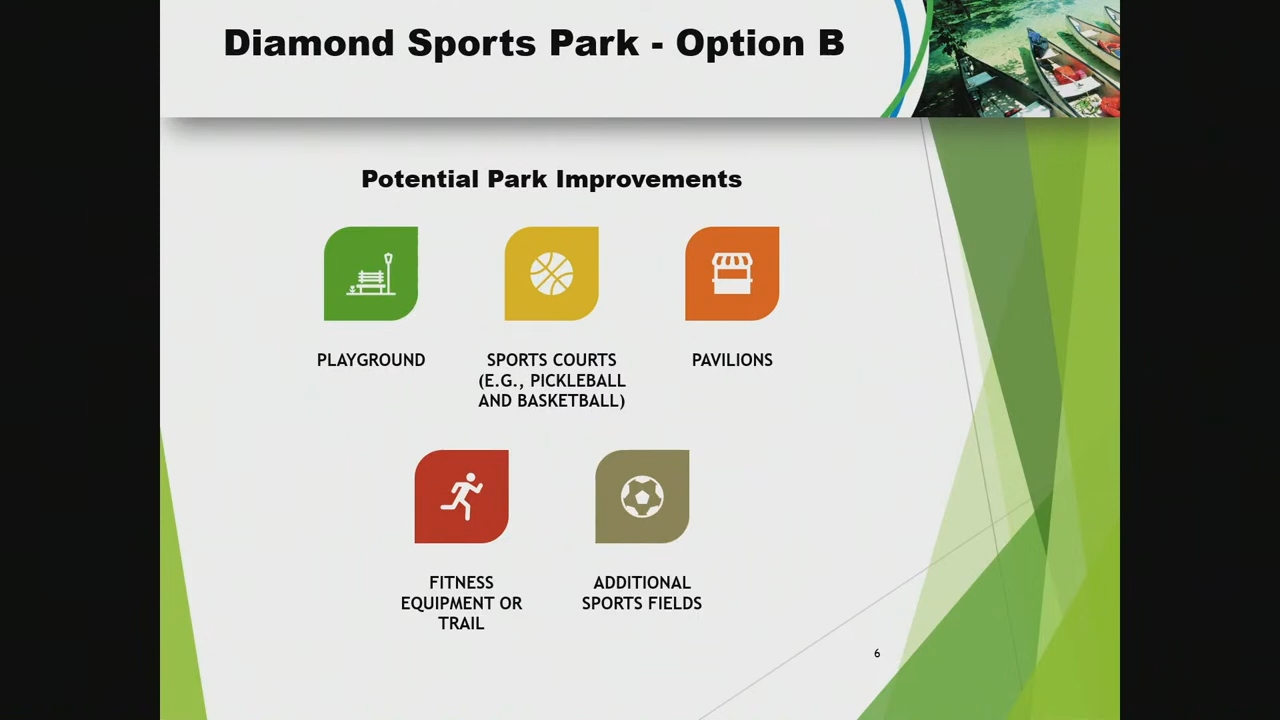 Diamond Sports Park - Option B
Potential Park Improvements
PLAYGROUND
SPORTS COURTS
(E.G., PICKLEBALL
AND BASKETBALL)
PAVILIONS
FITNESS
EQUIPMENT OR
TRAIL
ADDITIONAL
SPORTS FIELDS
6